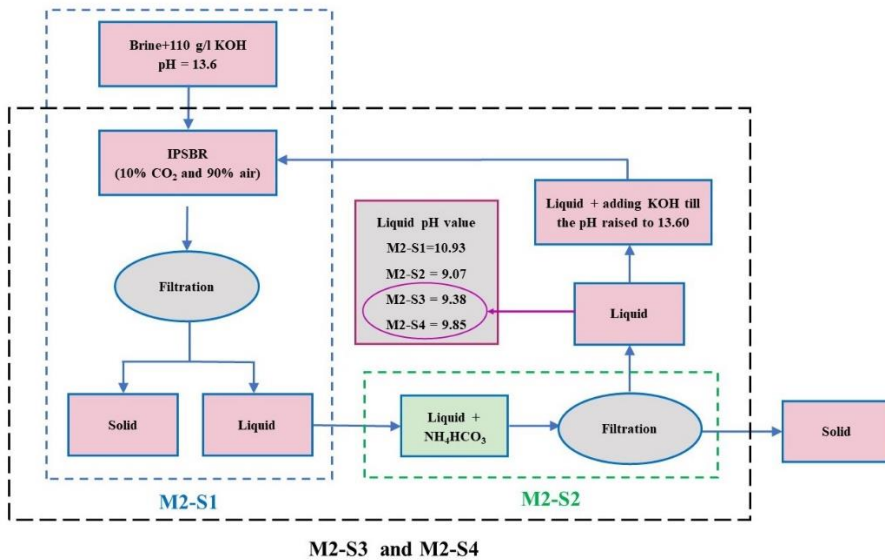 Brine+110 g/l KOH
pH = 13.6
IPSBR
(10% CO₂ and 90% air)
Filtration
Solid
Liquid
M2-S1
Liquid pH value
M2-S1=10.93
M2-S2 = 9.07
M2-S3 = 9.38
M2-S4 = 9.85
Liquid + adding KOH till
the pH raised to 13.60
Liquid
Liquid +
NH₄HCO₃
Filtration
Solid
M2-S2
M2-S3 and M2-S4